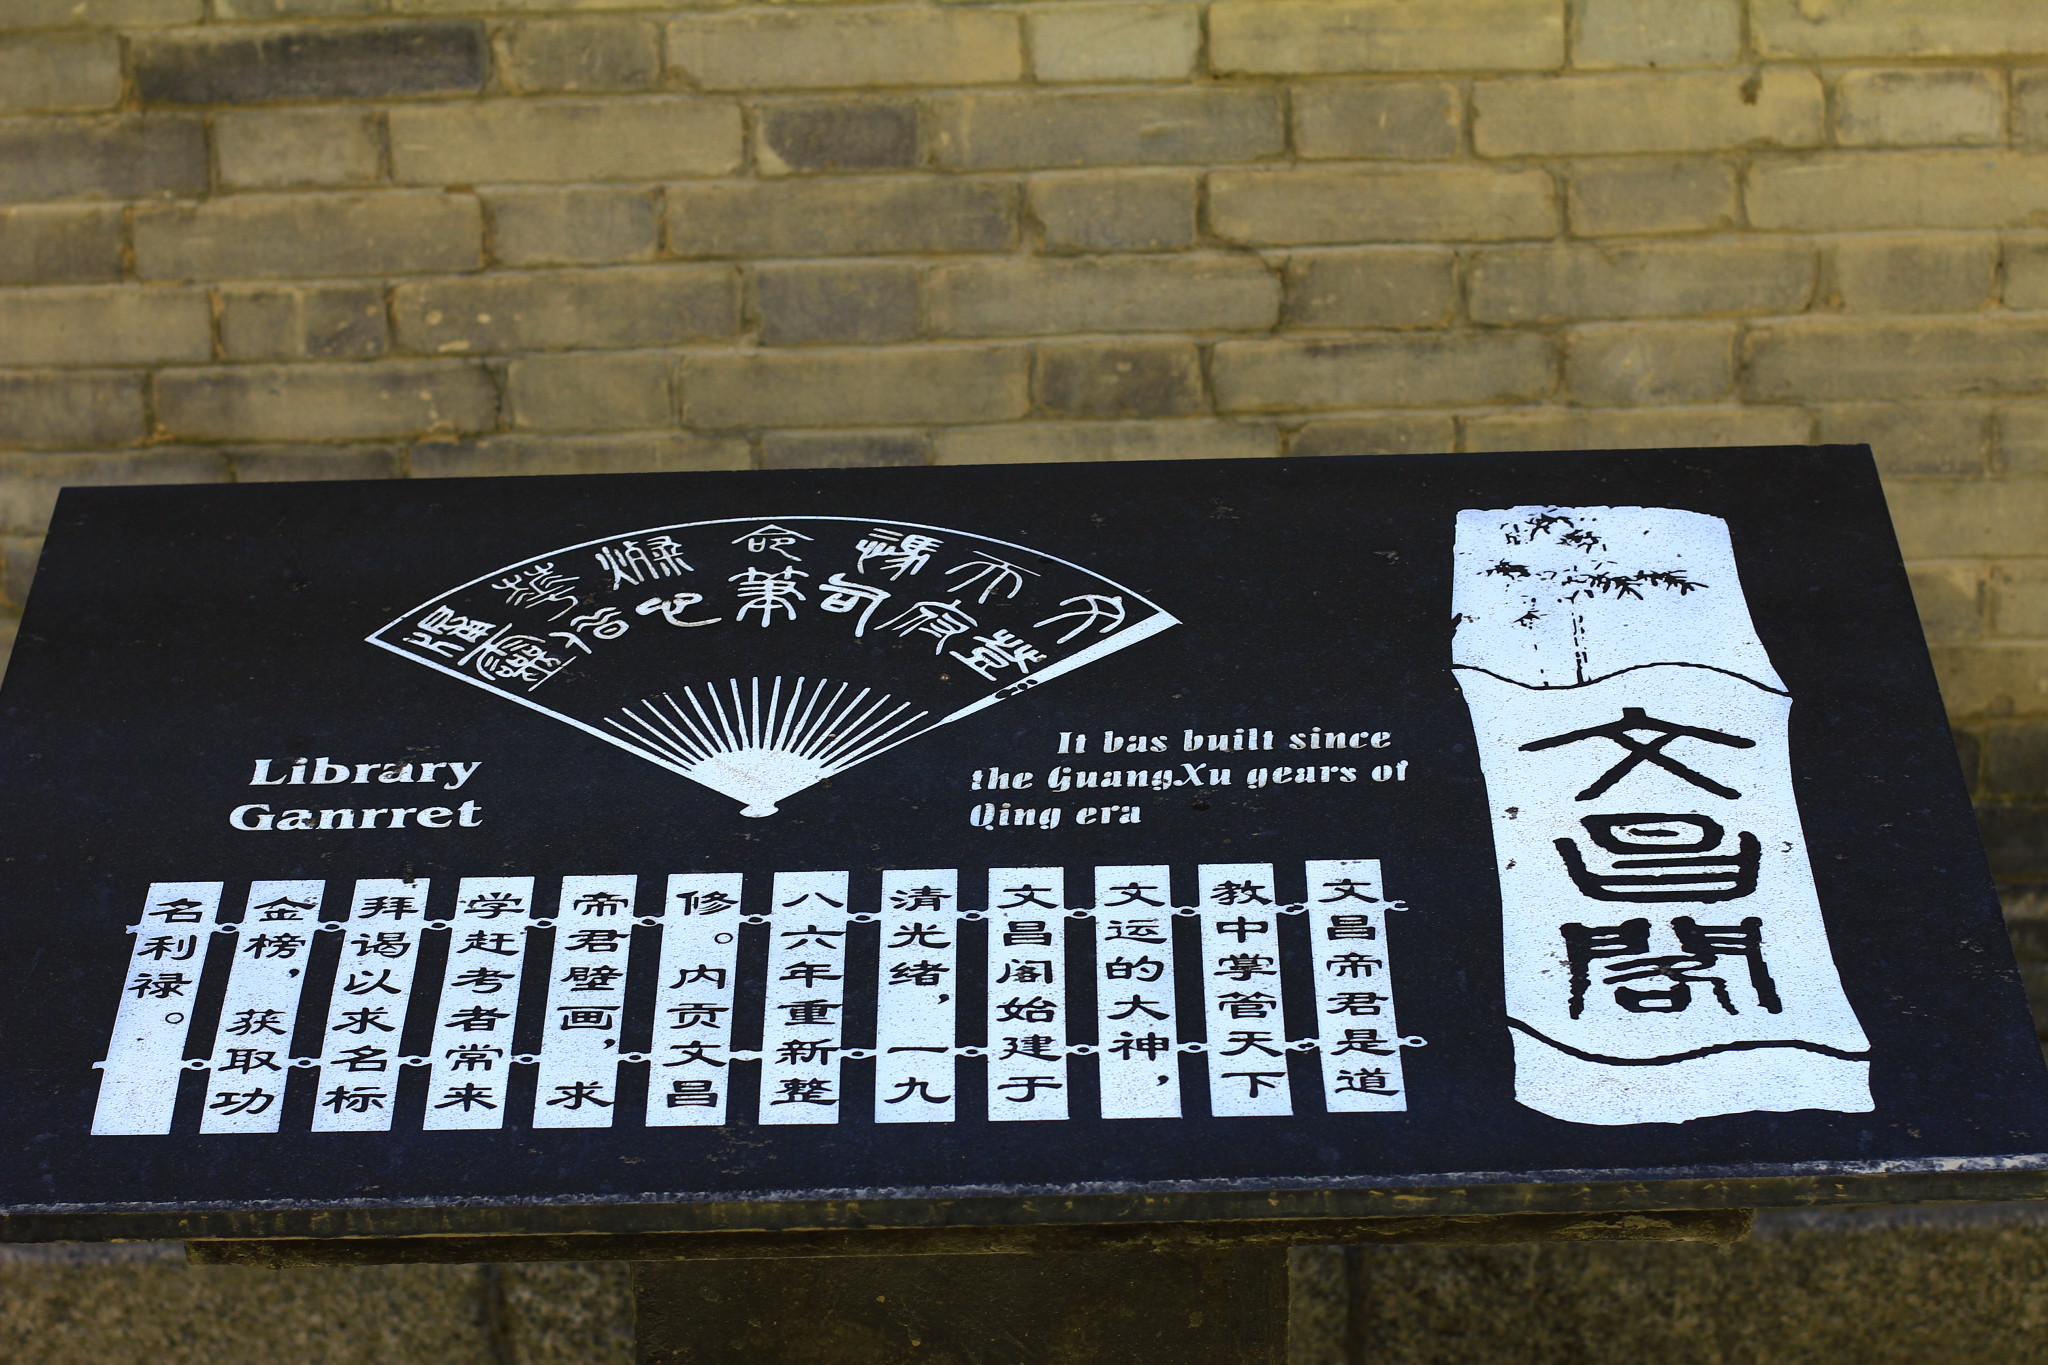 文昌閣
文昌帝君是道
教中掌管天下
文运的大神，
文昌阁始建于
清光绪，一九
八六年重新整
修。内贡文昌
帝君壁画，求
学赶考者常来
拜谒以求名标
金榜，获取功
名利禄。
Library
Ganrret
It bas built since
the GuangXu gears of
Qing era